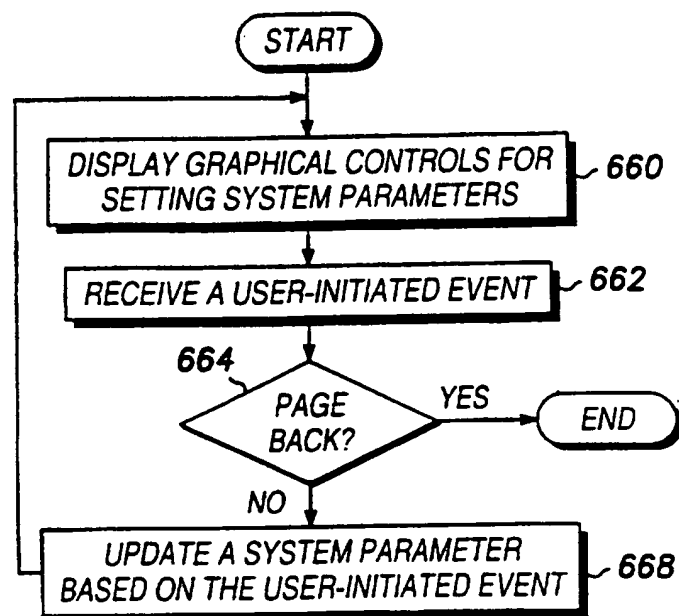 START
DISPLAY GRAPHICAL CONTROLS FOR
SETTING SYSTEM PARAMETERS
660
RECEIVE A USER-INITIATED EVENT
662
664
PAGE
BACK?
YES
END
NO
UPDATE A SYSTEM PARAMETER
BASED ON THE USER-INITIATED EVENT
668